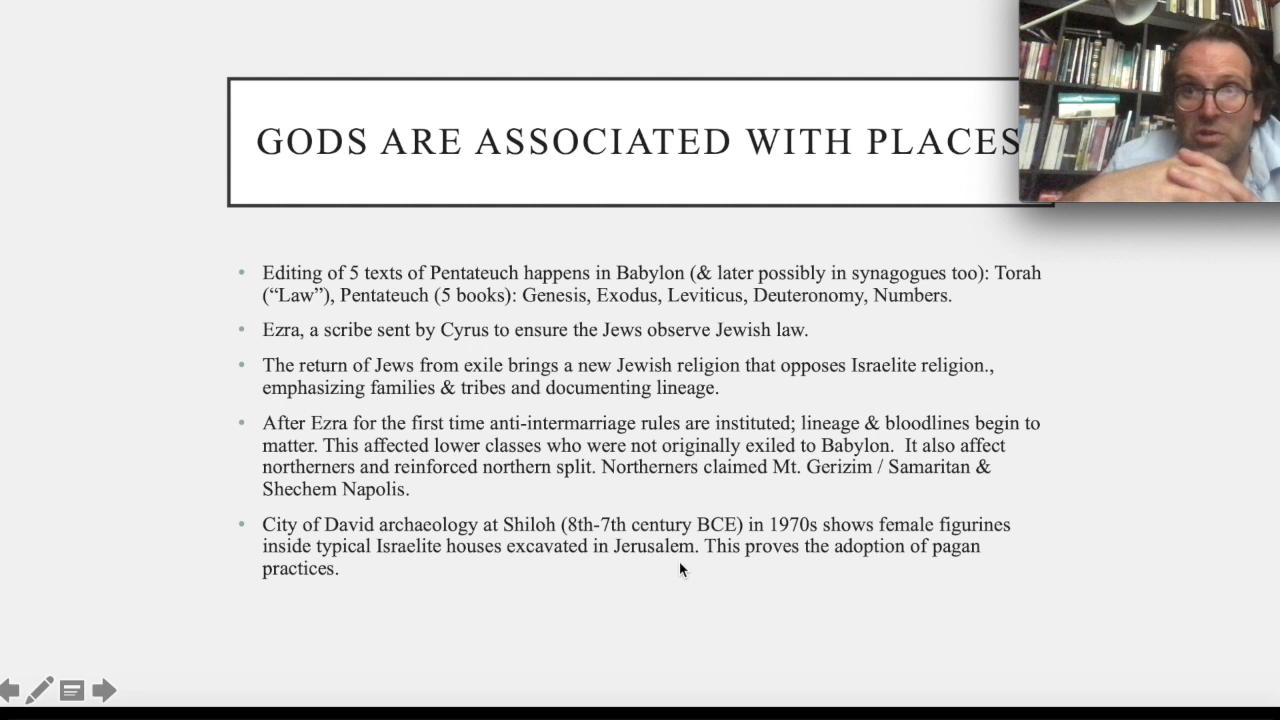 GODS ARE ASSOCIATED WITH PLACES
• Editing of 5 texts of Pentateuch happens in Babylon (& later possibly in synagogues too): Torah
(“Law”), Pentateuch (5 books): Genesis, Exodus, Leviticus, Deuteronomy, Numbers.
• Ezra, a scribe sent by Cyrus to ensure the Jews observe Jewish law.
• The return of Jews from exile brings a new Jewish religion that opposes Israelite religion.,
emphasizing families & tribes and documenting lineage.
• After Ezra for the first time anti-intermarriage rules are instituted; lineage & bloodlines begin to
matter. This affected lower classes who were not originally exiled to Babylon.  It also affect
northerners and reinforced northern split. Northerners claimed Mt. Gerizim / Samaritan &
Shechem Napolis.
• City of David archaeology at Shiloh (8th-7th century BCE) in 1970s shows female figurines
inside typical Israelite houses excavated in Jerusalem. This proves the adoption of pagan
practices.